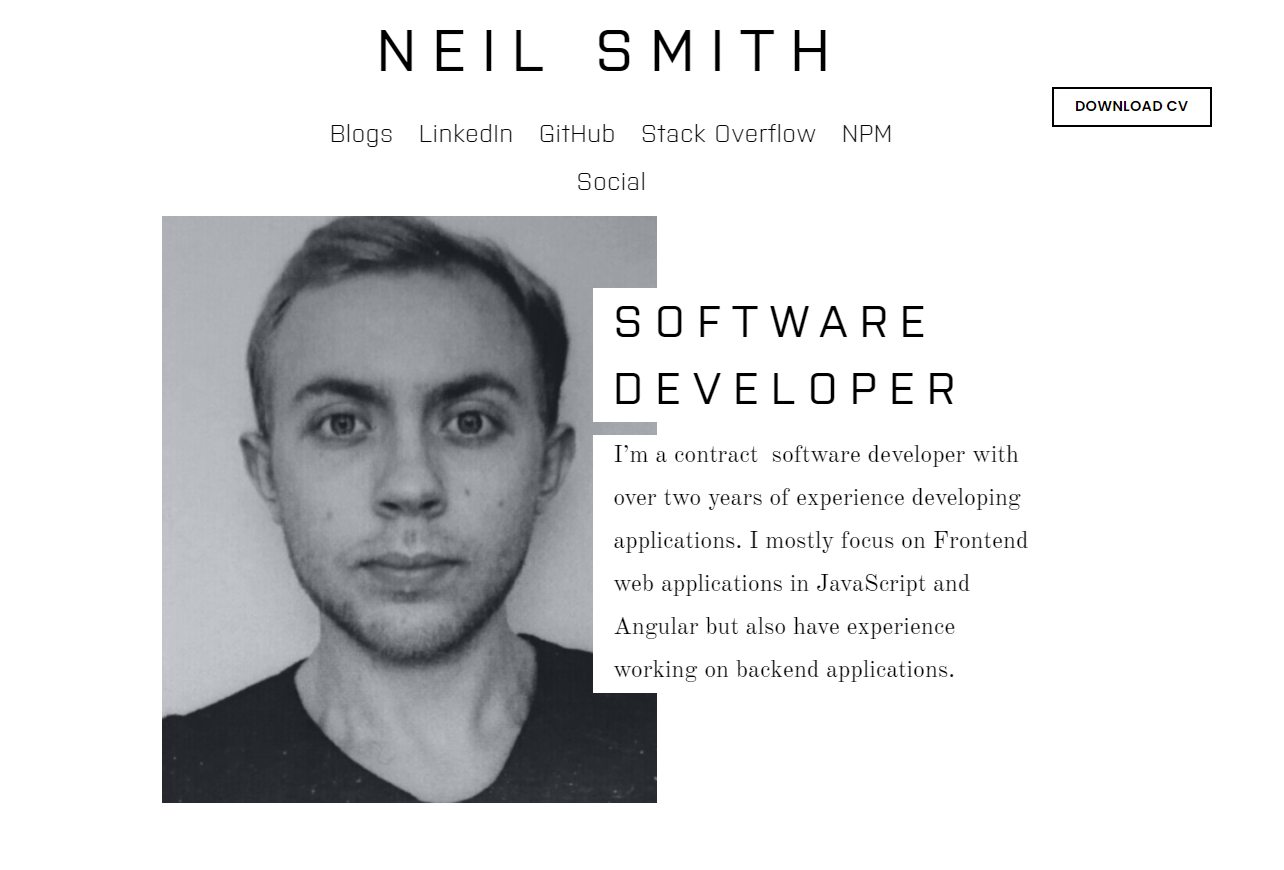 NEIL SMITH
DOWNLOAD CV
Blogs LinkedIn GitHub Stack Overflow NPM
Social
SOFTWARE
DEVELOPER
I’m a contract  software developer with
over two years of experience developing
applications. I mostly focus on Frontend
web applications in JavaScript and
Angular but also have experience
working on backend applications.